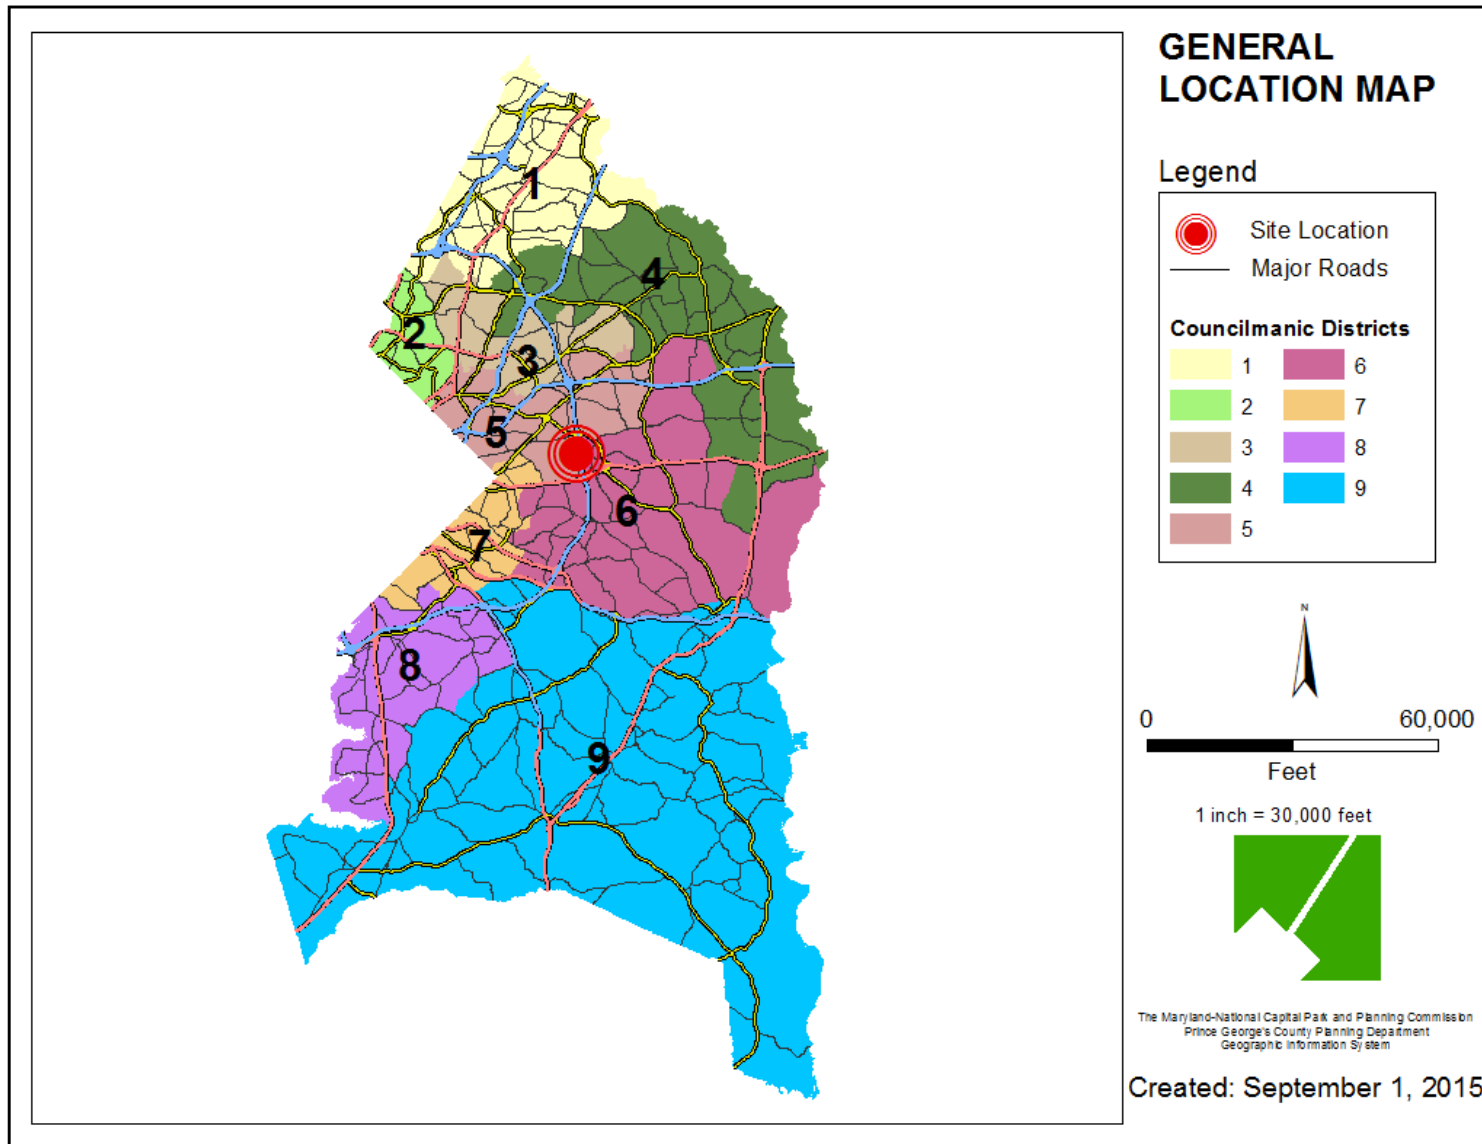 GENERAL
LOCATION MAP
Legend
Site Location
Major Roads
Councilmanic Districts
1 6
2 7
3 8
4 9
5
N
0 60,000
Feet
1 inch = 30,000 feet
The Maryland-National Capital Park and Planning Commission
Prince George's County Planning Department
Geographic Information System
Created: September 1, 2015
1
4
2
3
5
6
7
8
9